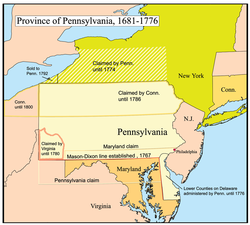 Province of Pennsylvania, 1681-1776
Claimed by Penn.
until 1774
Sold to
Penn. 1792
New York
Conn.
until 1800
Claimed by Conn.
until 1786
Conn.
Pennsylvania
N.J.
Claimed by
Virginia
until 1780
Maryland claim
Philadelphia
Mason-Dixon line established , 1767
Pennsylvania claim
Maryland
Lower Counties on Delaware
administered by Penn. until 1776
Virginia